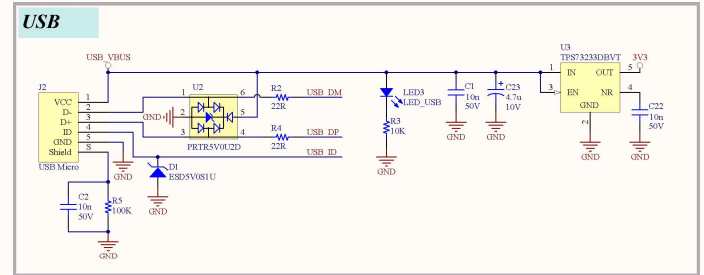 USB
USB_VBUS
J2
VCC 1
D- 2
D+ 3
ID 4
GND 5
Shield S
USB Micro
U2
1 6
GND 2 5
3 4
PRTR5V0U2D
R2
22R
USB_DM
R4
22R
USB_DP
USB_ID
D1
ESD5V0S1U
GND
GND
C2
10n
50V
R5
100K
GND
LED3
LED_USB
R3
10K
GND
C1
10n
50V
GND
C23
4.7u
10V
GND
U3
TPS73233DBVT
1 IN OUT 5
3V3
3 EN NR 4
GND
2
GND
C22
10n
50V
GND